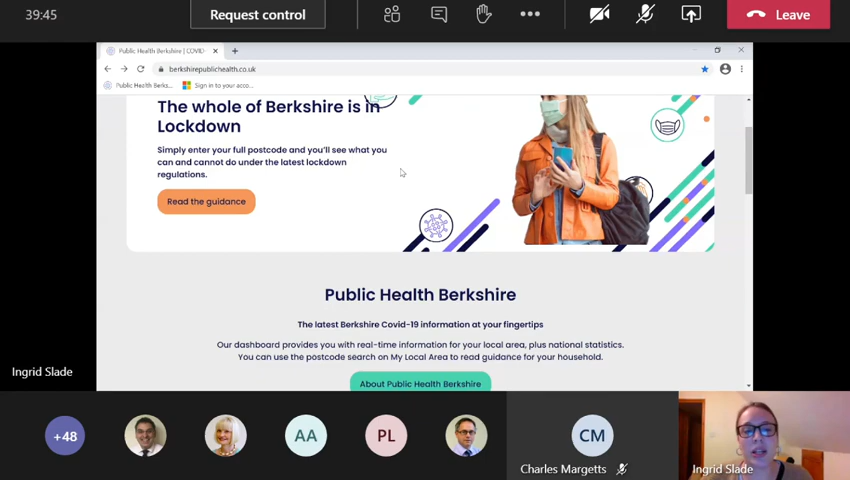 39:45
Request control
Leave
Public Health Berkshire | COVID-
berkshirepublichealth.co.uk
Public Health Berks...
Sign in to your acco...
The whole of Berkshire is in
Lockdown
Simply enter your full postcode and you'll see what you
can and cannot do under the latest lockdown
regulations.
Read the guidance
Public Health Berkshire
The latest Berkshire Covid-19 information at your fingertips
Our dashboard provides you with real-time information for your local area, plus national statistics.
You can use the postcode search on My Local Area to read guidance for your household.
About Public Health Berkshire
Ingrid Slade
+48
AA
PL
CM
Charles Margetts
Ingrid Slade